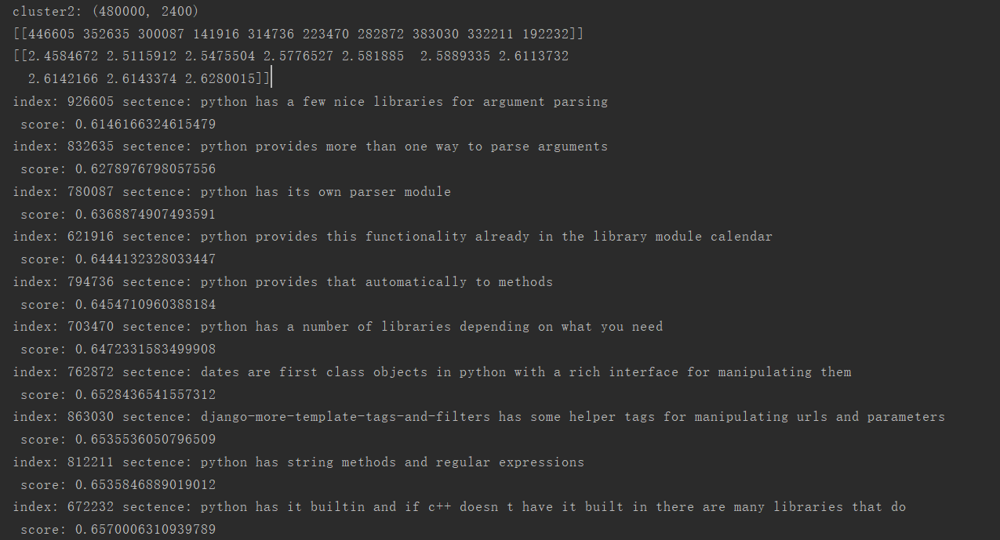 cluster2: (480000, 2400)
[[446605 352635 300087 141916 314736 223470 282872 383030 332211 192232]]
[[2.4584672 2.5115912 2.5475504 2.5776527 2.581885  2.5889335 2.6113732
  2.6142166 2.6143374 2.6280015]]
index: 926605 sectence: python has a few nice libraries for argument parsing
 score: 0.6146166324615479
index: 832635 sectence: python provides more than one way to parse arguments
 score: 0.6278976798057556
index: 780087 sectence: python has its own parser module
 score: 0.6368874907493591
index: 621916 sectence: python provides this functionality already in the library module calendar
 score: 0.6444132328033447
index: 794736 sectence: python provides that automatically to methods
 score: 0.6454710960388184
index: 703470 sectence: python has a number of libraries depending on what you need
 score: 0.6472331583499908
index: 762872 sectence: dates are first class objects in python with a rich interface for manipulating them
 score: 0.6528436541557312
index: 863030 sectence: django-more-template-tags-and-filters has some helper tags for manipulating urls and parameters
 score: 0.6535536050796509
index: 812211 sectence: python has string methods and regular expressions
 score: 0.6535846889019012
index: 672232 sectence: python has it builtin and if c++ doesn t have it built in there are many libraries that do
 score: 0.6570006310939789